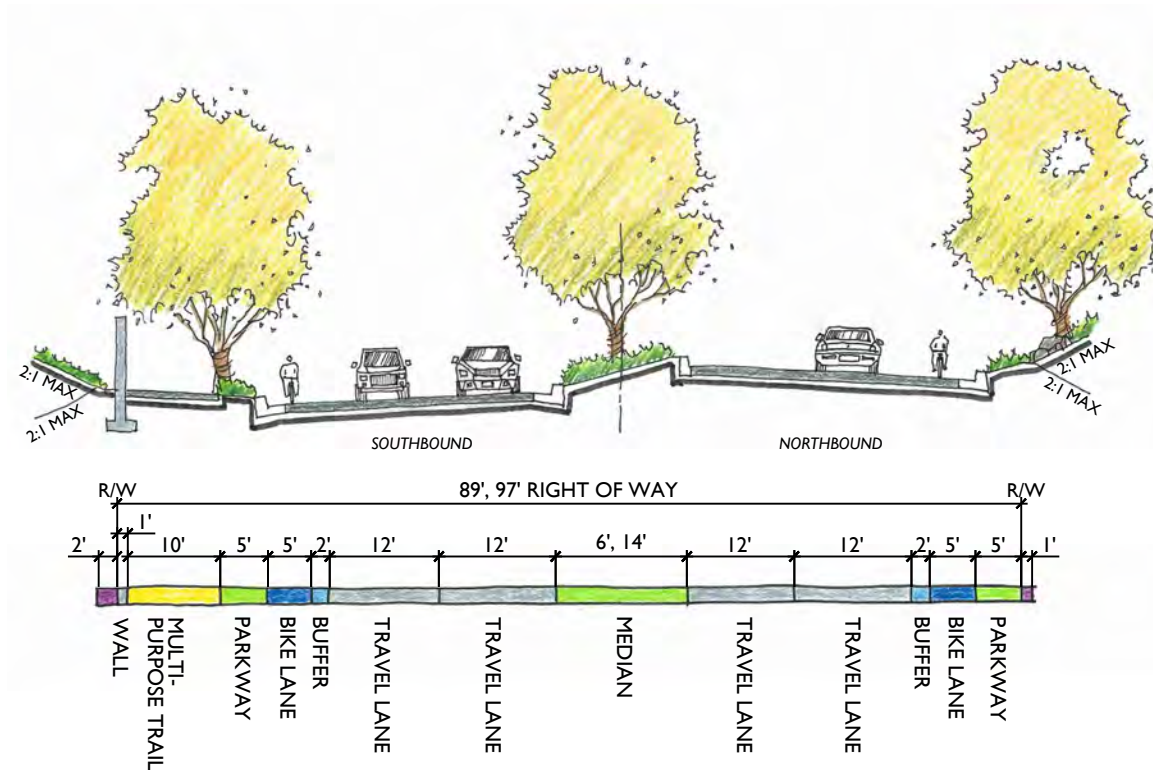 2:1 MAX
2:1 MAX
2:1 MAX
2:1 MAX
SOUTHBOUND
NORTHBOUND
R/W
89', 97' RIGHT OF WAY
R/W
1'
2'
10'
5'
5'
2'
12'
12'
6', 14'
12'
12'
2'
5'
5'
1'
WALL
MULTI-
PURPOSE TRAIL
PARKWAY
BIKE LANE
BUFFER
TRAVEL LANE
TRAVEL LANE
MEDIAN
TRAVEL LANE
TRAVEL LANE
BUFFER
BIKE LANE
PARKWAY